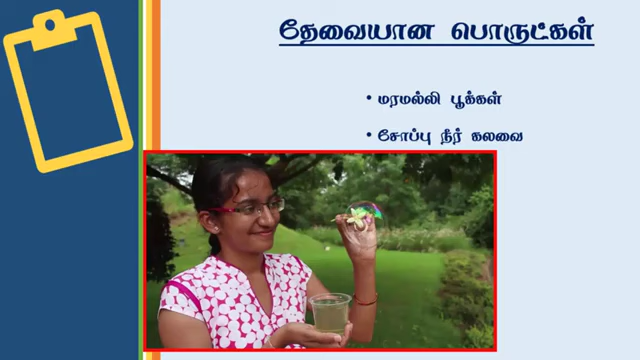 தேவையான பொருட்கள்
• மரமல்லி பூக்கள்
• சோப்பு நீர் கலவை